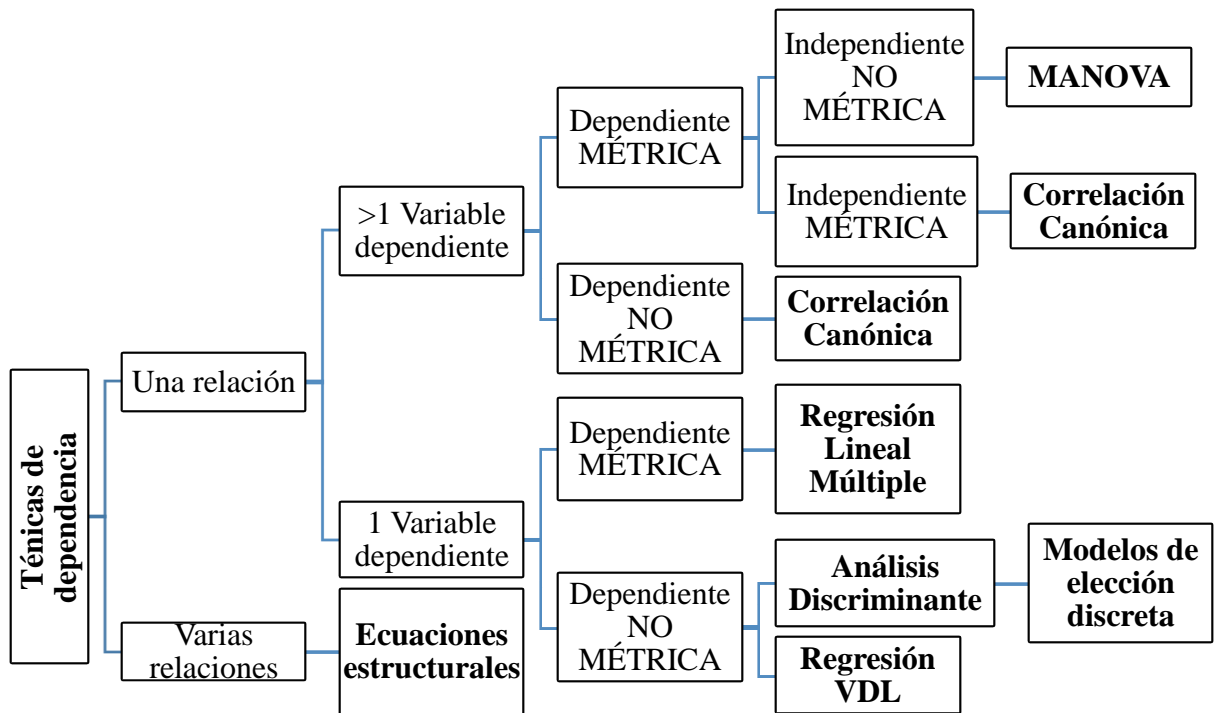 Ténicas de
dependencia
Una relación
>1 Variable
dependiente
Dependiente
MÉTRICA
Independiente
NO
MÉTRICA
MANOVA
Independiente
MÉTRICA
Correlación
Canónica
Dependiente
NO
MÉTRICA
Correlación
Canónica
1 Variable
dependiente
Dependiente
MÉTRICA
Regresión
Lineal
Múltiple
Dependiente
NO
MÉTRICA
Análisis
Discriminante
Modelos de
elección
discreta
Regresión
VDL
Varias
relaciones
Ecuaciones
estructurales